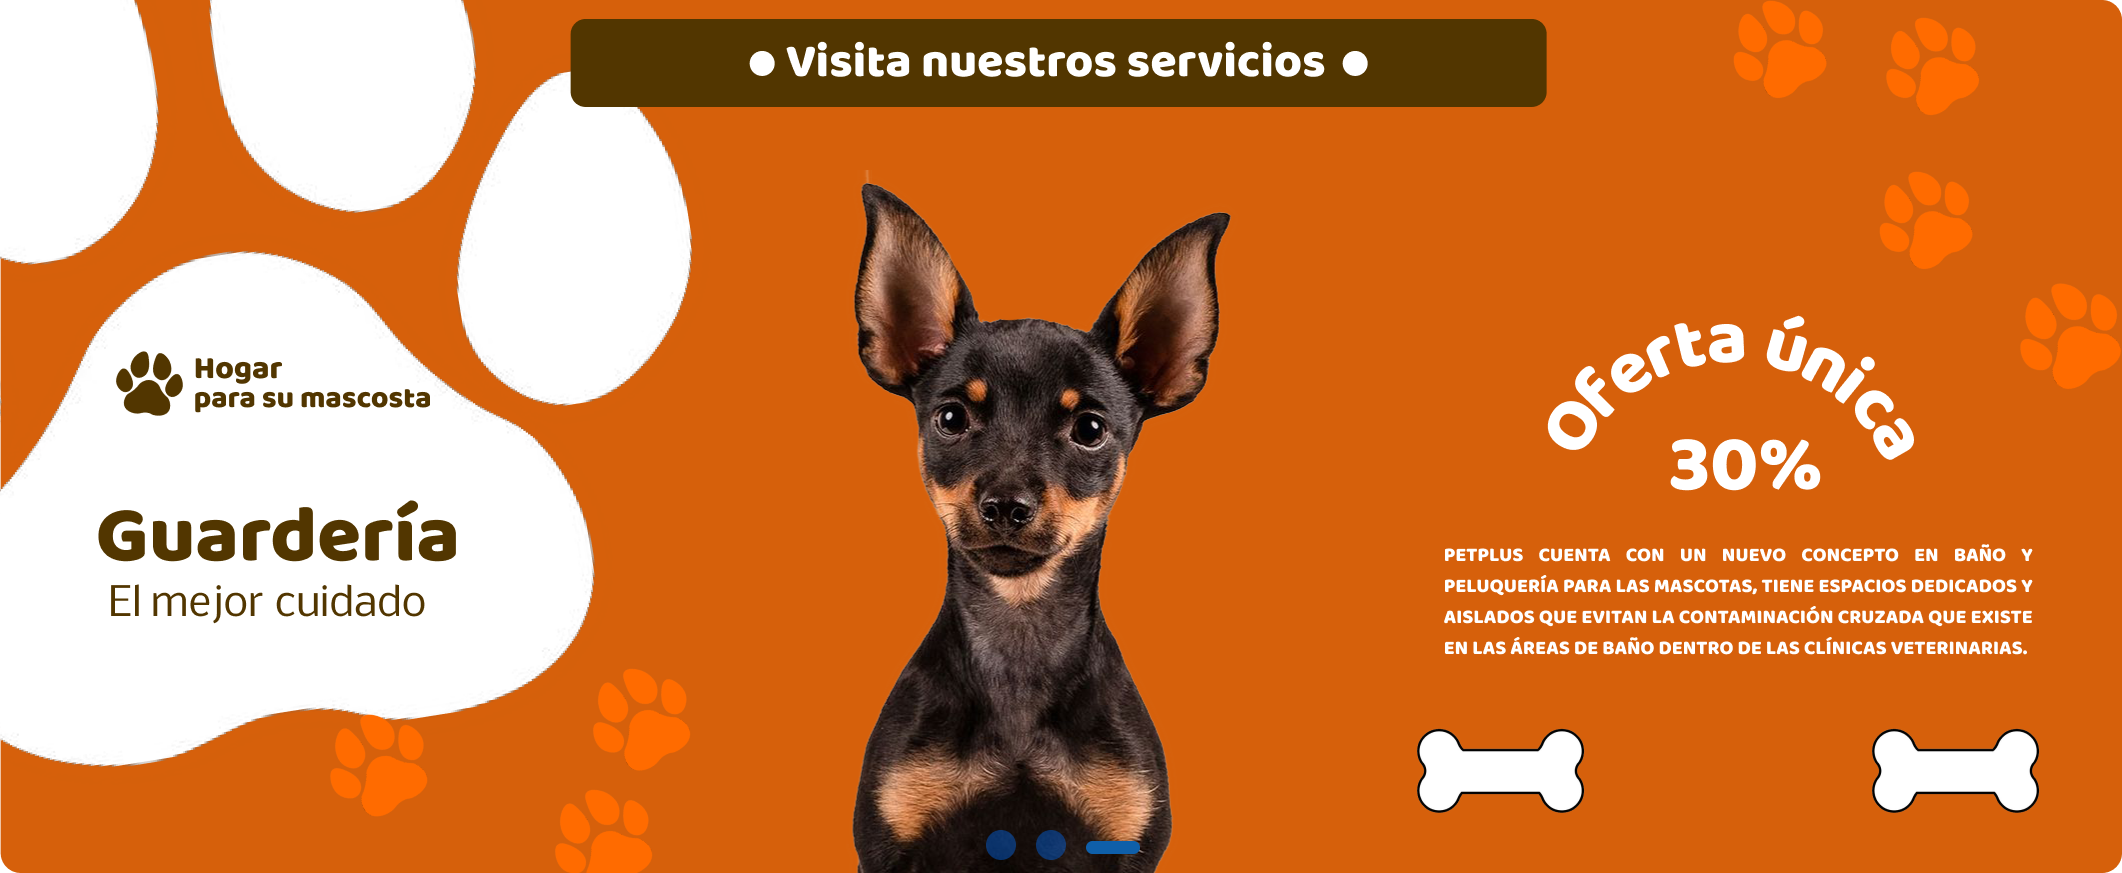 Visita nuestros servicios
Hogar
para su mascosta
Guardería
El mejor cuidado
Oferta única
30%
PETPLUS CUENTA CON UN NUEVO CONCEPTO EN BAÑO Y
PELUQUERÍA PARA LAS MASCOTAS, TIENE ESPACIOS DEDICADOS Y
AISLADOS QUE EVITAN LA CONTAMINACIÓN CRUZADA QUE EXISTE
EN LAS ÁREAS DE BAÑO DENTRO DE LAS CLÍNICAS VETERINARIAS.